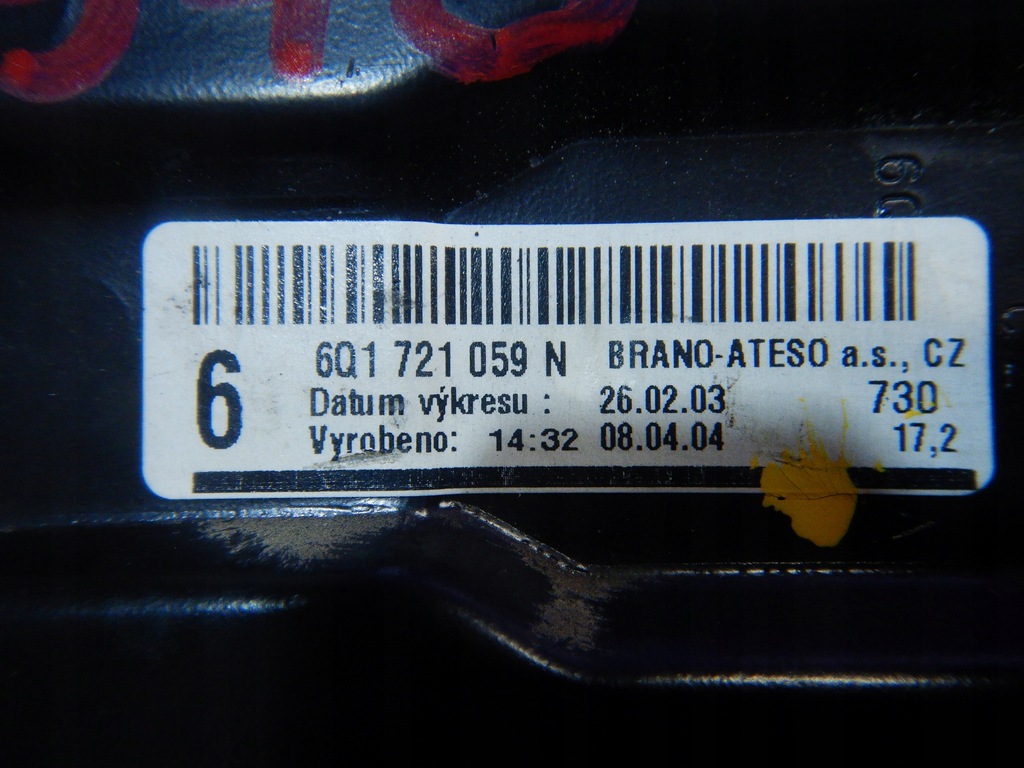 6
6Q1 721 059 N BRANO-ATESO a.s., CZ
Datum výkresu : 26.02.03 730
Vyrobeno: 14:32 08.04.04 17,2